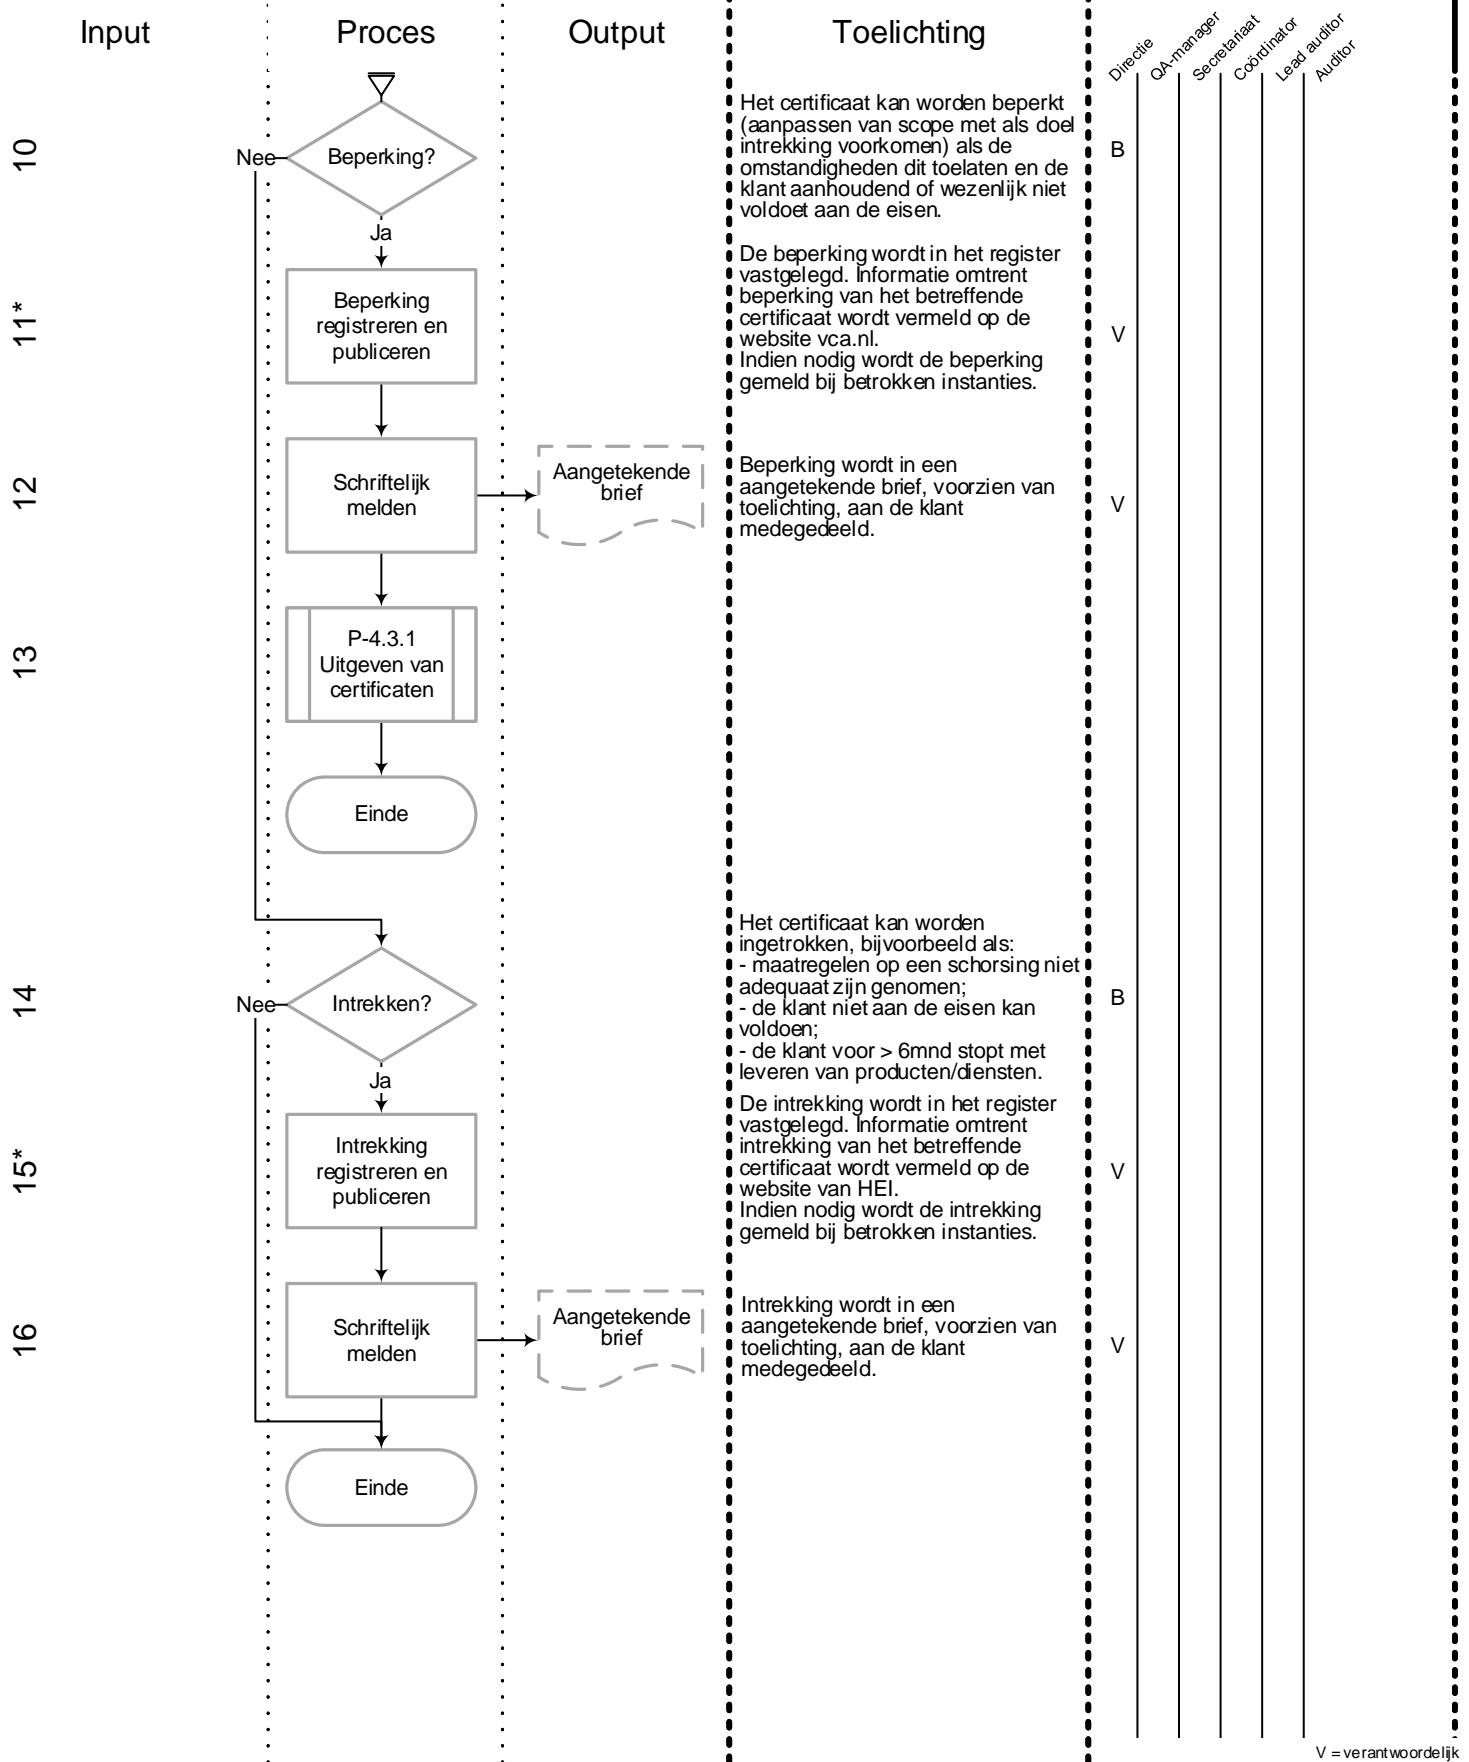 Input
Proces
Output
Toelichting
Directie
QA-manager
Secretariaat
Coördinator
Lead auditor
Auditor
10
Beperking?
Nee
Ja
Het certificaat kan worden beperkt
(aanpassen van scope met als doel
intrekking voorkomen) als de
omstandigheden dit toelaten en de
klant aanhoudend of wezenlijk niet
voldoet aan de eisen.
B
11*
Beperking
registreren en
publiceren
De beperking wordt in het register
vastgelegd. Informatie omtrent
beperking van het betreffende
certificaat wordt vermeld op de
website vca.nl.
Indien nodig wordt de beperking
gemeld bij betrokken instanties.
V
12
Schriftelijk
melden
Aangetekende
brief
Beperking wordt in een
aangetekende brief, voorzien van
toelichting, aan de klant
medegedeeld.
V
13
P-4.3.1
Uitgeven van
certificaten
Einde
14
Intrekken?
Nee
Ja
Het certificaat kan worden
ingetrokken, bijvoorbeeld als:
- maatregelen op een schorsing niet
adequaat zijn genomen;
- de klant niet aan de eisen kan
voldoen;
- de klant voor > 6mnd stopt met
leveren van producten/diensten.
B
15*
Intrekking
registreren en
publiceren
De intrekking wordt in het register
vastgelegd. Informatie omtrent
intrekking van het betreffende
certificaat wordt vermeld op de
website van HEI.
Indien nodig wordt de intrekking
gemeld bij betrokken instanties.
V
16
Schriftelijk
melden
Aangetekende
brief
Intrekking wordt in een
aangetekende brief, voorzien van
toelichting, aan de klant
medegedeeld.
V
Einde
V = verantwoordelijk